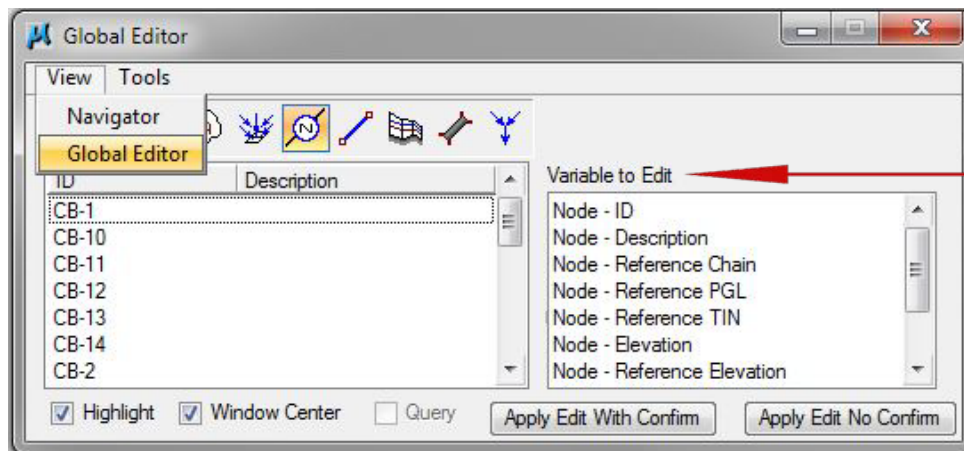 Global Editor
View Tools
Navigator
Global Editor
N
ID Description
CB-1
CB-10
CB-11
CB-12
CB-13
CB-14
CB-2
Variable to Edit
Node - ID
Node - Description
Node - Reference Chain
Node - Reference PGL
Node - Reference TIN
Node - Elevation
Node - Reference Elevation
Highlight Window Center Query Apply Edit With Confirm Apply Edit No Confirm